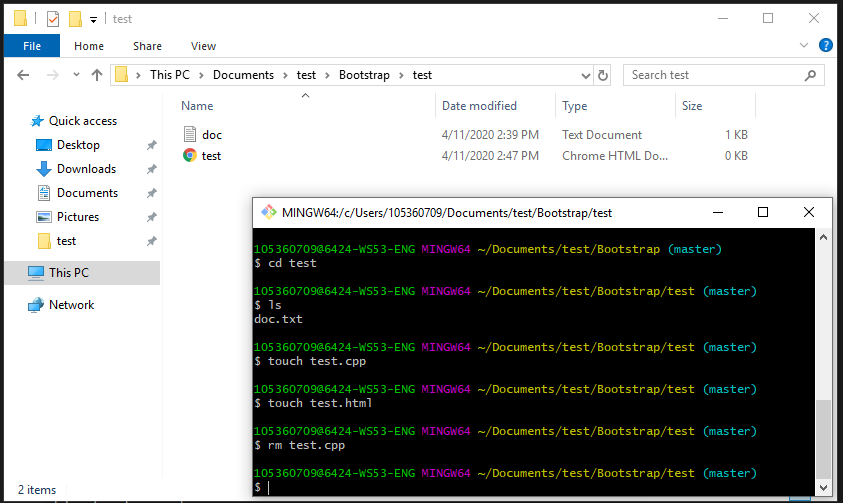 test
File Home Share View
This PC Documents test Bootstrap test
Search test
Name Date modified Type Size
Quick access
Desktop
Downloads
Documents
Pictures
test
This PC
Network
doc 4/11/2020 2:39 PM Text Document 1 KB
test 4/11/2020 2:47 PM Chrome HTML Do... 0 KB
MINGW64:/c/Users/105360709/Documents/test/Bootstrap/test
105360709@6424-WS53-ENG MINGW64 ~/Documents/test/Bootstrap (master)
$ cd test
105360709@6424-WS53-ENG MINGW64 ~/Documents/test/Bootstrap/test (master)
$ ls
doc.txt
105360709@6424-WS53-ENG MINGW64 ~/Documents/test/Bootstrap/test (master)
$ touch test.cpp
105360709@6424-WS53-ENG MINGW64 ~/Documents/test/Bootstrap/test (master)
$ touch test.html
105360709@6424-WS53-ENG MINGW64 ~/Documents/test/Bootstrap/test (master)
$ rm test.cpp
105360709@6424-WS53-ENG MINGW64 ~/Documents/test/Bootstrap/test (master)
$
2 items